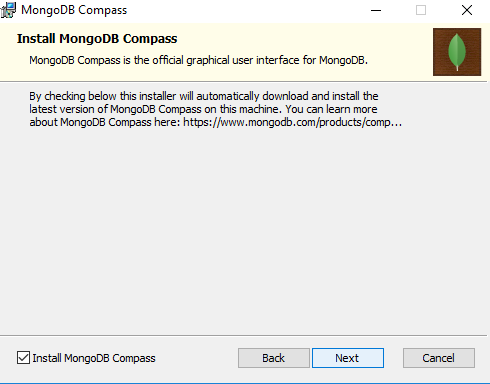 MongoDB Compass
Install MongoDB Compass
MongoDB Compass is the official graphical user interface for MongoDB.
By checking below this installer will automatically download and install the
latest version of MongoDB Compass on this machine. You can learn more
about MongoDB Compass here: https://www.mongodb.com/products/comp...
Install MongoDB Compass
Back
Next
Cancel